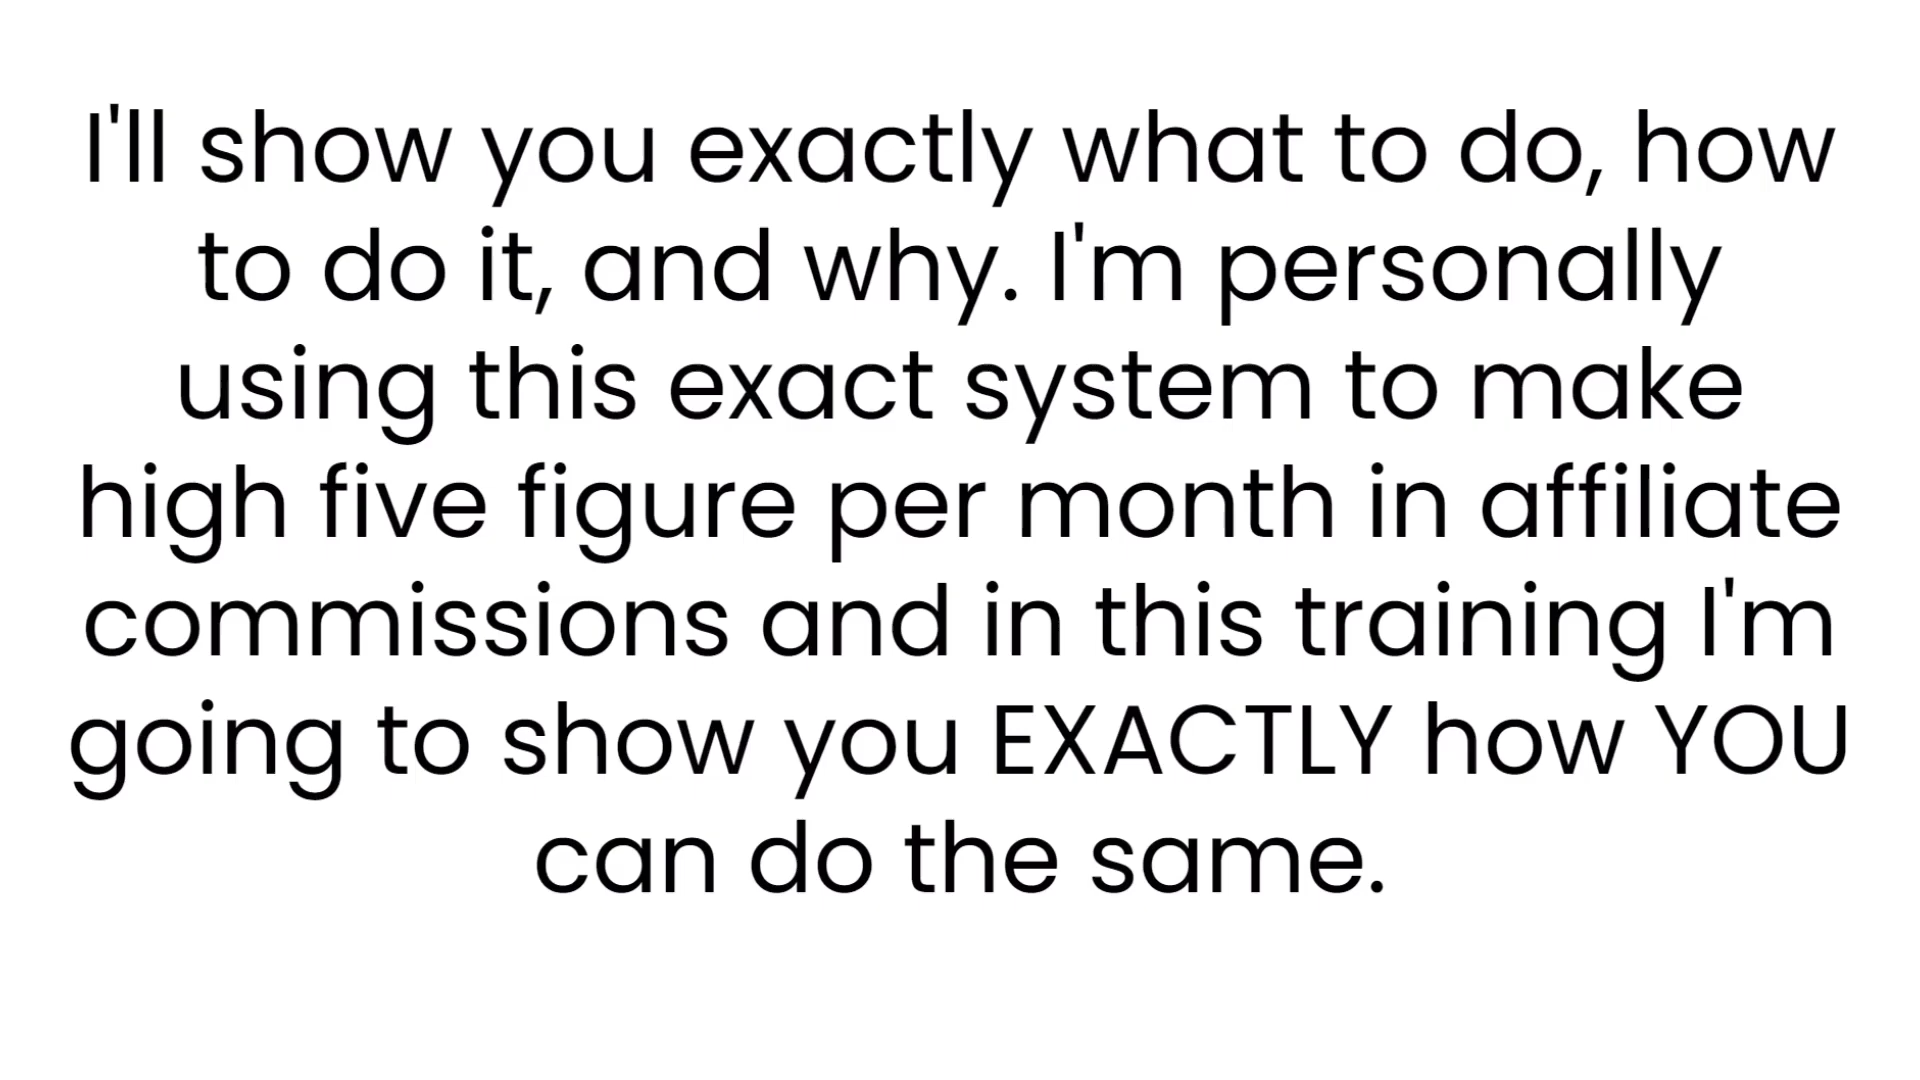 I'll show you exactly what to do, how
to do it, and why. I'm personally
using this exact system to make
high five figure per month in affiliate
commissions and in this training I'm
going to show you EXACTLY how YOU
can do the same.